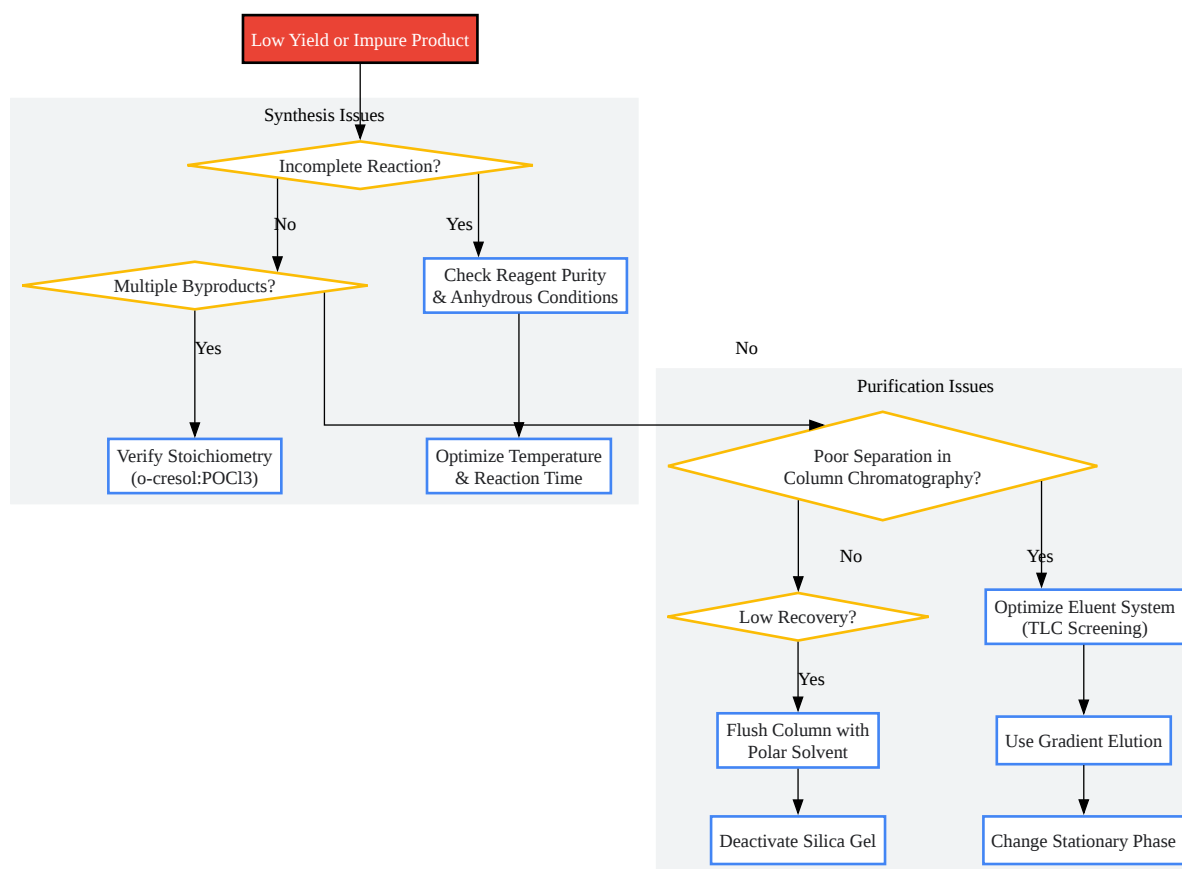 Low Yield or Impure Product
Synthesis Issues
Incomplete Reaction?
No
Yes
Multiple Byproducts?
Check Reagent Purity
& Anhydrous Conditions
Yes
No
Purification Issues
Verify Stoichiometry
(o-cresol:POCl3)
Optimize Temperature
& Reaction Time
Poor Separation in
Column Chromatography?
No
Yes
Low Recovery?
Optimize Eluent System
(TLC Screening)
Yes
Flush Column with
Polar Solvent
Use Gradient Elution
Deactivate Silica Gel
Change Stationary Phase